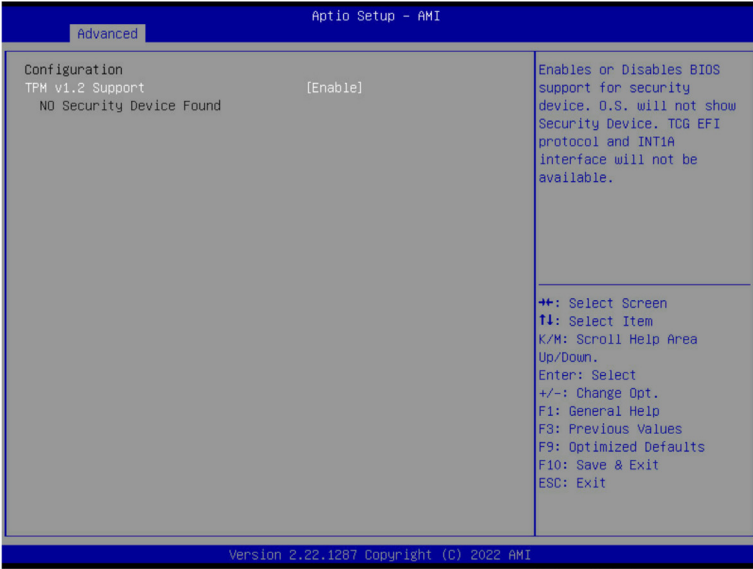 Aptio Setup – AMI
Advanced
Configuration
TPM v1.2 Support [Enable]
NO Security Device Found
Enables or Disables BIOS
support for security
device. O.S. will not show
Security Device. TCG EFI
protocol and INT1A
interface will not be
available.
→←: Select Screen
↑↓: Select Item
K/M: Scroll Help Area
Up/Down.
Enter: Select
+/-: Change Opt.
F1: General Help
F3: Previous Values
F9: Optimized Defaults
F10: Save & Exit
ESC: Exit
Version 2.22.1287 Copyright (C) 2022 AMI